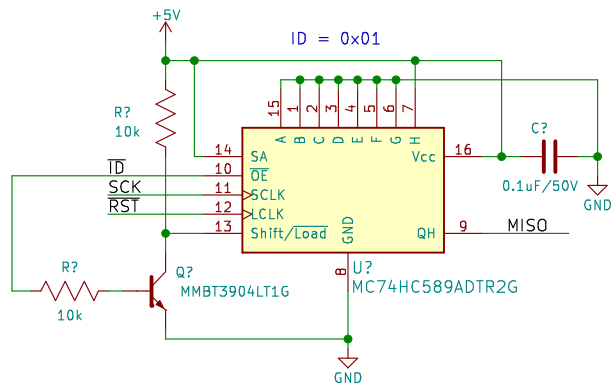 +5V
ID = 0x01
R?
10k
15
1
2
3
4
5
6
7
A
B
C
D
E
F
G
H
C?
0.1uF/50V
GND
14
SA
Vcc
16
ID
10
OE
SCK
11
SCLK
RST
12
LCLK
13
Shift/Load
GND
QH
9
MISO
8
R?
10k
Q?
MMBT3904LT1G
U?
MC74HC589ADTR2G
GND